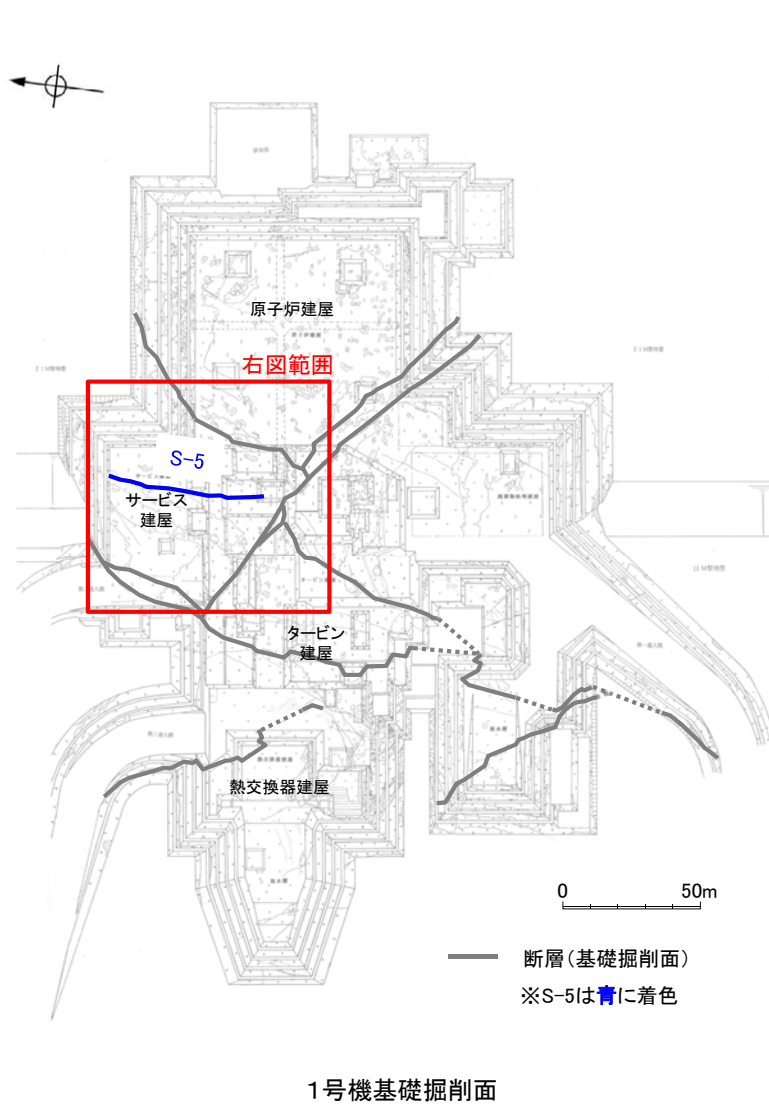 原子炉建屋
右図範囲
S-5
サービス
建屋
タービン
建屋
熱交換器建屋
0 50m
断層(基礎掘削面)
※S-5は青に着色
1号機基礎掘削面